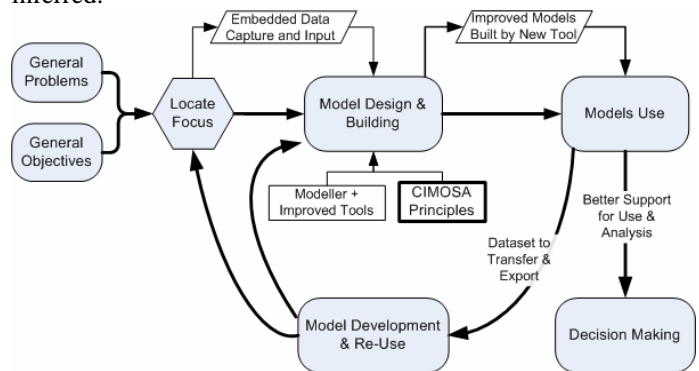 inferred.
Embedded Data
Capture and Input
Improved Models
Built by New Tool
General
Problems
Locate
Focus
Model Design &
Building
Models Use
General
Objectives
Modeller +
Improved Tools
CIMOSA
Principles
Better Support
for Use &
Analysis
Dataset to
Transfer &
Export
Model Development
& Re-Use
Decision Making